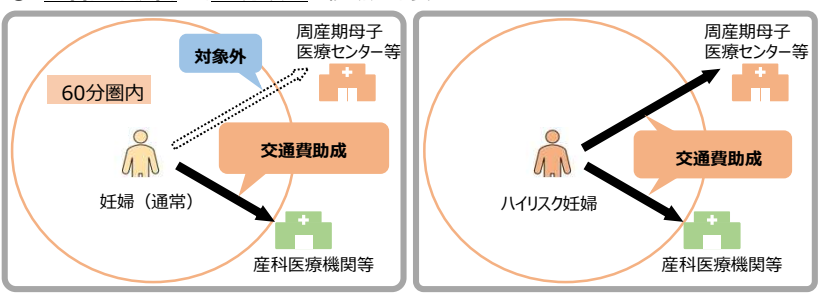 周産期母子
医療センター等
対象外
60分圏内
交通費助成
妊婦（通常）
産科医療機関等
周産期母子
医療センター等
交通費助成
ハイリスク妊婦
産科医療機関等